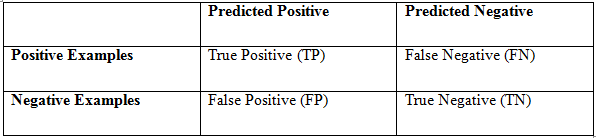 Predicted Positive Predicted Negative
Positive Examples True Positive (TP) False Negative (FN)
Negative Examples False Positive (FP) True Negative (TN)